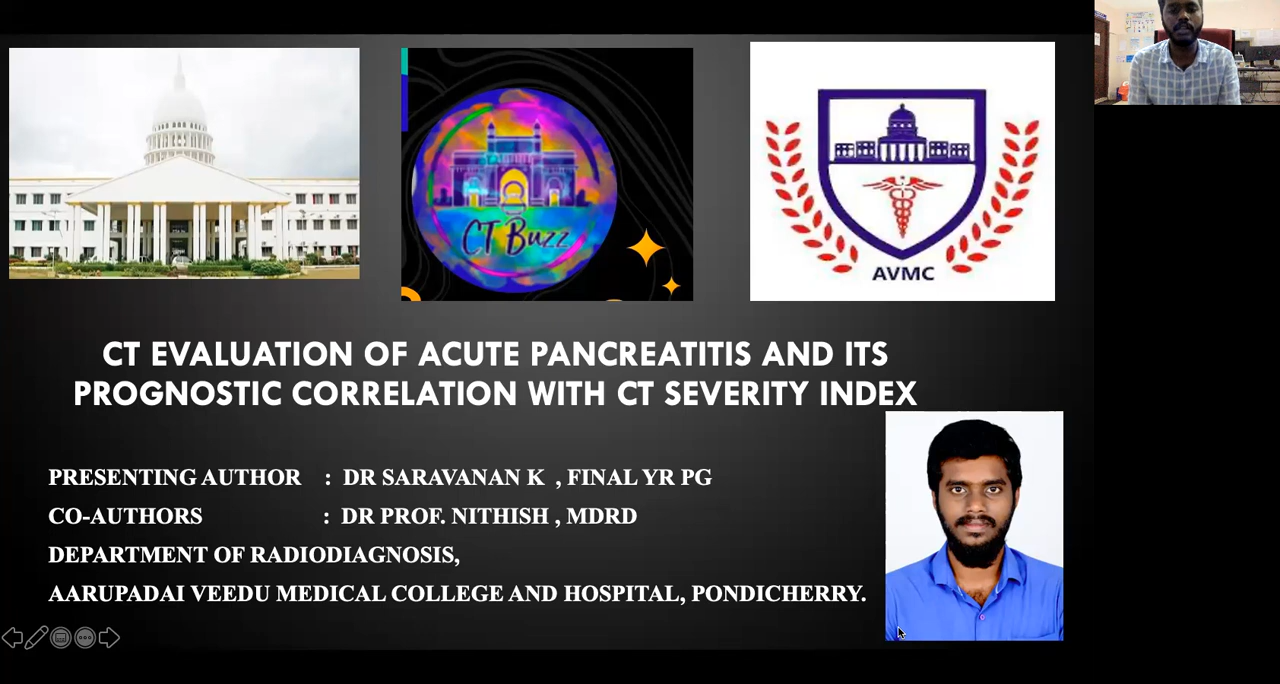 CT Buzz
AVMC
CT EVALUATION OF ACUTE PANCREATITIS AND ITS
PROGNOSTIC CORRELATION WITH CT SEVERITY INDEX
PRESENTING AUTHOR : DR SARAVANAN K , FINAL YR PG
CO-AUTHORS : DR PROF. NITHISH , MDRD
DEPARTMENT OF RADIODIAGNOSIS,
AARUPADAI VEEDU MEDICAL COLLEGE AND HOSPITAL, PONDICHERRY.